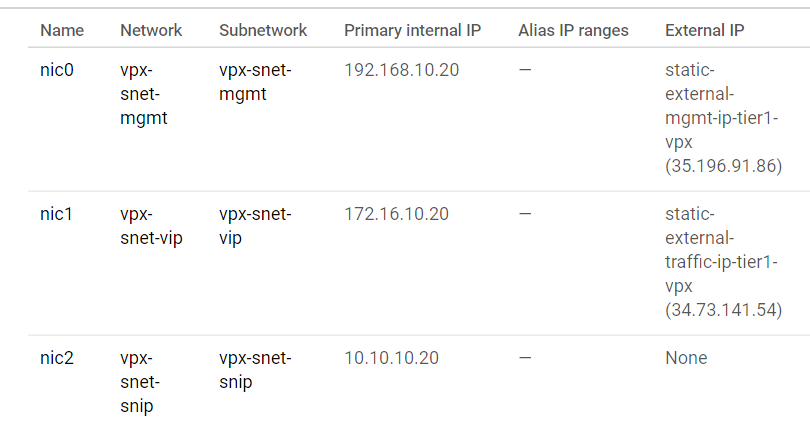 Name Network Subnetwork Primary internal IP Alias IP ranges External IP
nic0 vpx- vpx-snet- 192.168.10.20 — static-
snet- mgmt external-
mgmt mgmt-ip-tier1-
vpx
(35.196.91.86)
nic1 vpx- vpx-snet- 172.16.10.20 — static-
snet-vip vip external-
traffic-ip-tier1-
vpx
(34.73.141.54)
nic2 vpx- vpx-snet- 10.10.10.20 — None
snet- snip
snip